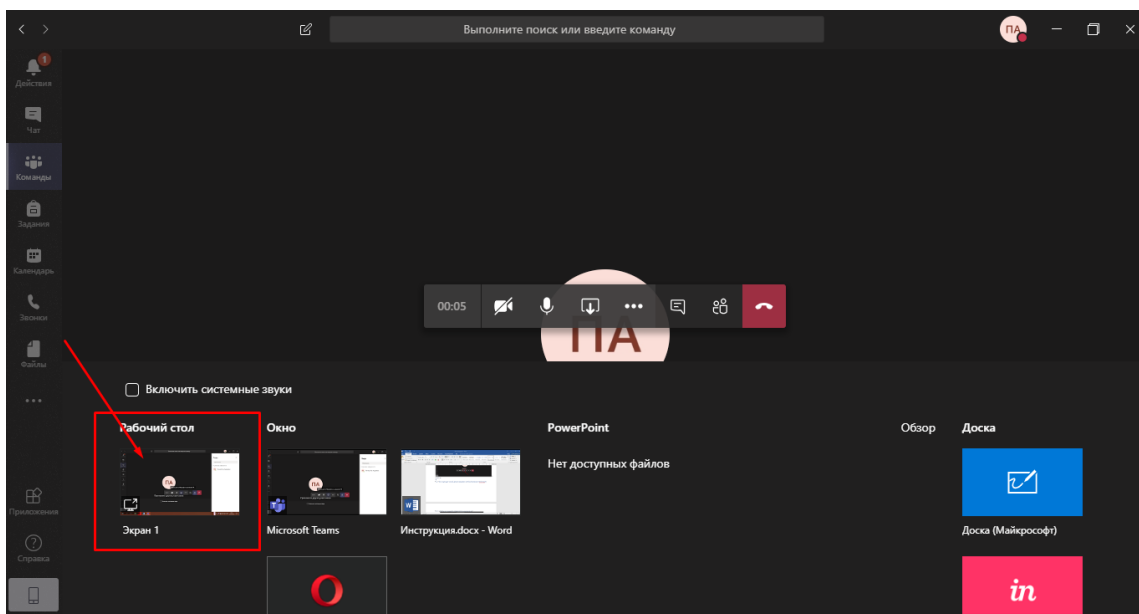 Выполните поиск или введите команду
ПА
1
Действия
Чат
Команды
Задания
Календарь
Звонки
Файлы
Приложения
Справка
00:05
ПА
Включить системные звуки
Рабочий стол
Окно
PowerPoint
Обзор
Доска
Нет доступных файлов
Экран 1
Microsoft Teams
Инструкция.docx - Word
Доска (Майкрософт)
in